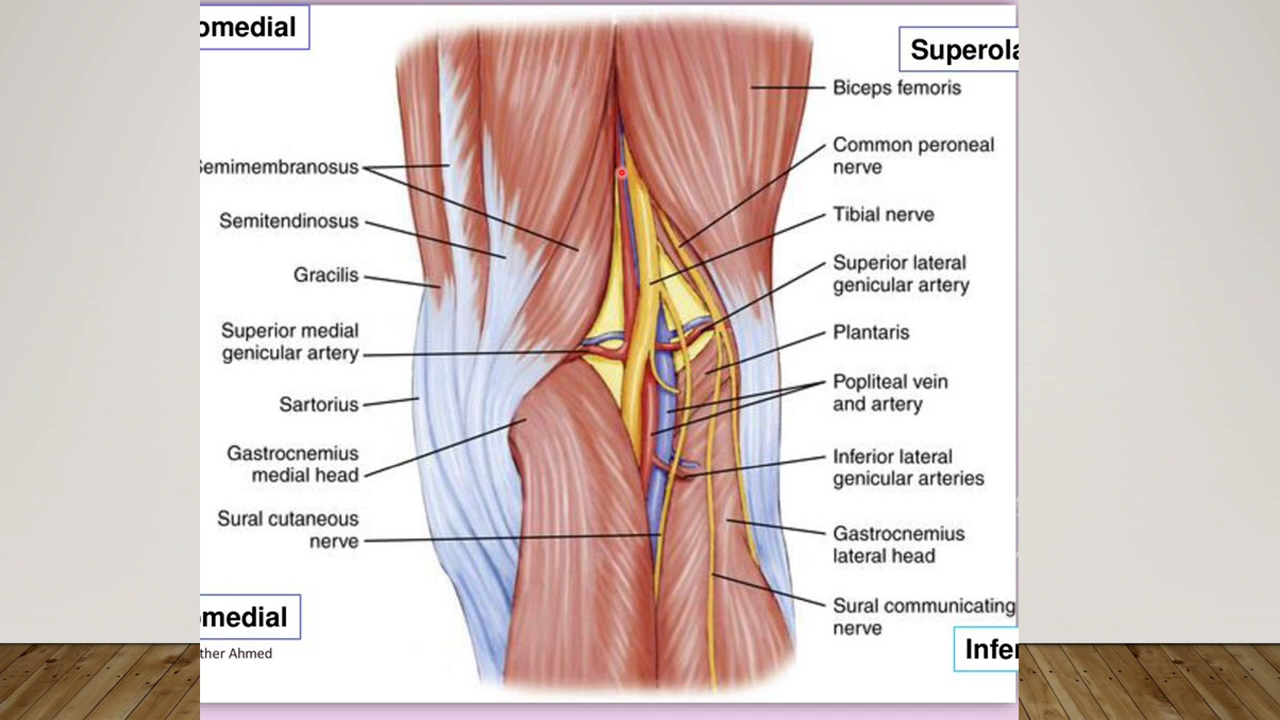 omedial
Superola
Biceps femoris
Common peroneal
nerve
Semimembranosus
Tibial nerve
Semitendinosus
Superior lateral
genicular artery
Gracilis
Superior medial
genicular artery
Plantaris
Popliteal vein
and artery
Sartorius
Gastrocnemius
medial head
Inferior lateral
genicular arteries
Sural cutaneous
nerve
Gastrocnemius
lateral head
Sural communicating
nerve
omedial
Infe
ther Ahmed